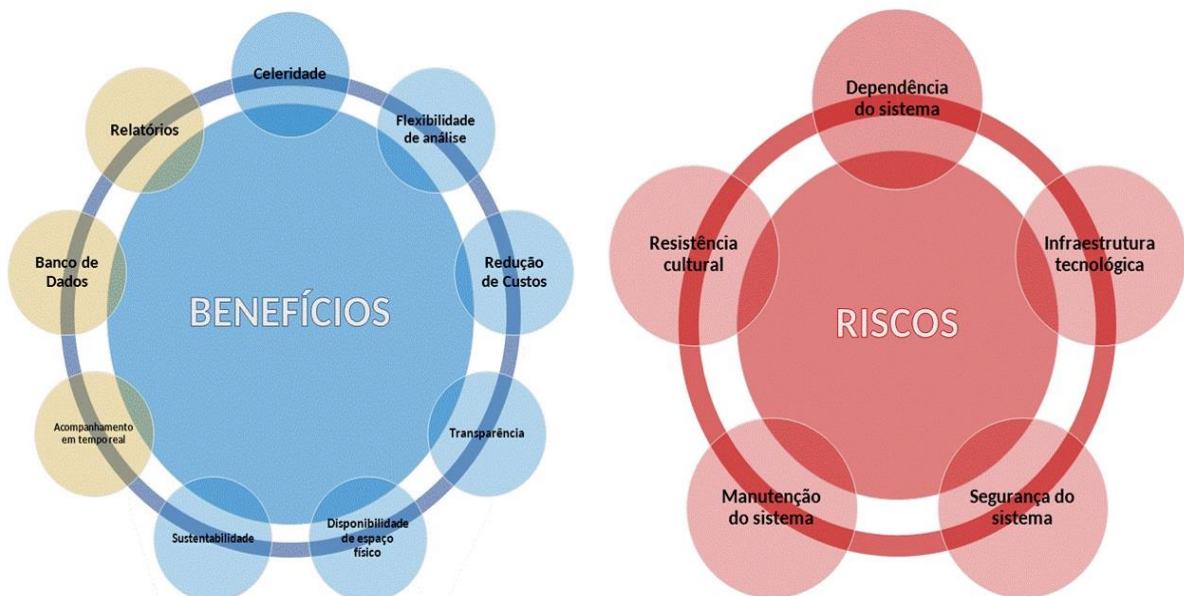 BENEFÍCIOS
Celeridade
Flexibilidade
de análise
Redução
de Custos
Transparência
Disponibilidade
de espaço
físico
Sustentabilidade
Acompanhamento
em tempo real
Banco de
Dados
Relatórios
RISCOS
Dependência
do sistema
Infraestrutura
tecnológica
Segurança do
sistema
Manutenção
do sistema
Resistência
cultural